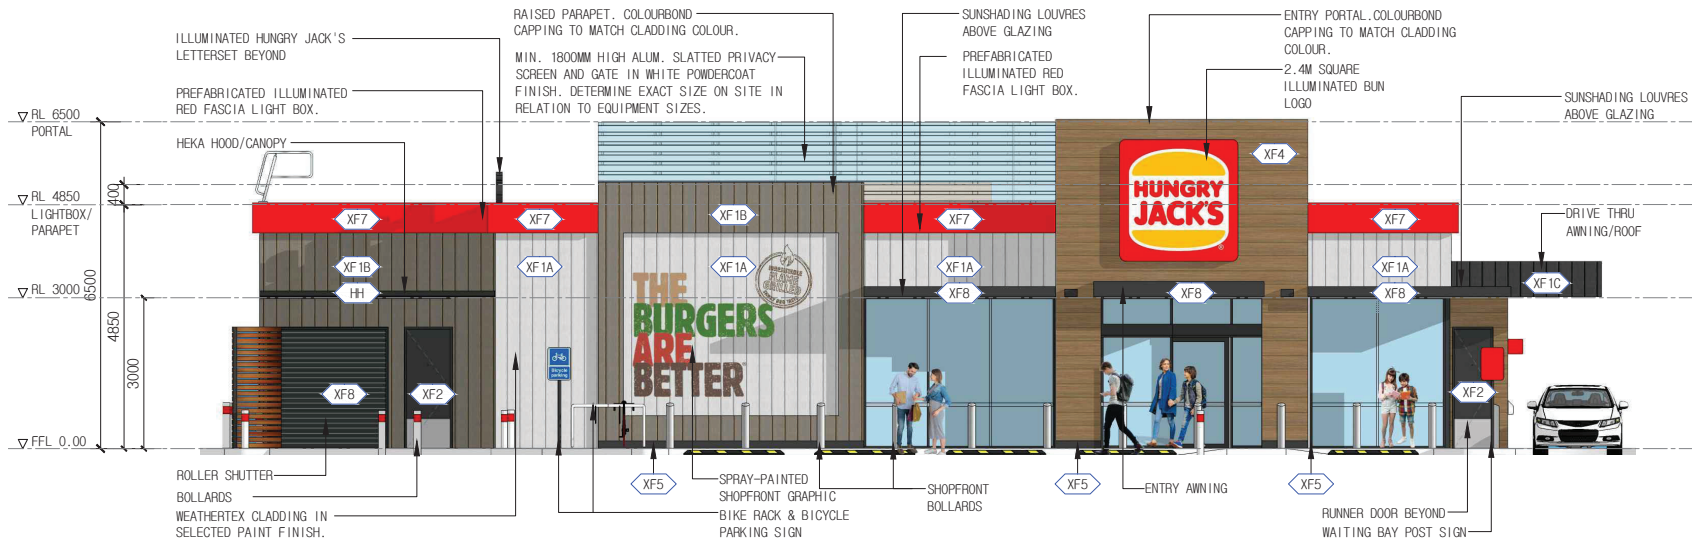 ILLUMINATED HUNGRY JACK'S
LETTERSET BEYOND
PREFABRICATED ILLUMINATED
RED FASCIA LIGHT BOX.
HEKA HOOD/CANOPY
RAISED PARAPET. COLOURBOND
CAPPING TO MATCH CLADDING COLOUR.
MIN. 1800MM HIGH ALUM. SLATTED PRIVACY
SCREEN AND GATE IN WHITE POWDERCOAT
FINISH. DETERMINE EXACT SIZE ON SITE IN
RELATION TO EQUIPMENT SIZES.
SUNSHADING LOUVRES
ABOVE GLAZING
PREFABRICATED
ILLUMINATED RED
FASCIA LIGHT BOX.
ENTRY PORTAL.COLOURBOND
CAPPING TO MATCH CLADDING
COLOUR.
2.4M SQUARE
ILLUMINATED BUN
LOGO
SUNSHADING LOUVRES
ABOVE GLAZING
DRIVE THRU
AWNING/ROOF
RL 6500
PORTAL
RL 4850
LIGHTBOX/
PARAPET
RL 3000
FFL 0.00
6500
400
4850
3000
XF7
XF7
XF1B
XF7
XF4
XF7
HUNGRY
JACK'S
®
XF1B
XF1A
XF1A
XF1A
XF1A
HH
XF8
XF8
XF8
XF1C
THE
BURGERS
ARE
BETTER
Bicycle
parking
XF8
XF2
XF2
XF5
XF5
XF5
ROLLER SHUTTER
BOLLARDS
WEATHERTEX CLADDING IN
SELECTED PAINT FINISH.
SPRAY-PAINTED
SHOPFRONT GRAPHIC
BIKE RACK & BICYCLE
PARKING SIGN
SHOPFRONT
BOLLARDS
ENTRY AWNING
RUNNER DOOR BEYOND
WAITING BAY POST SIGN